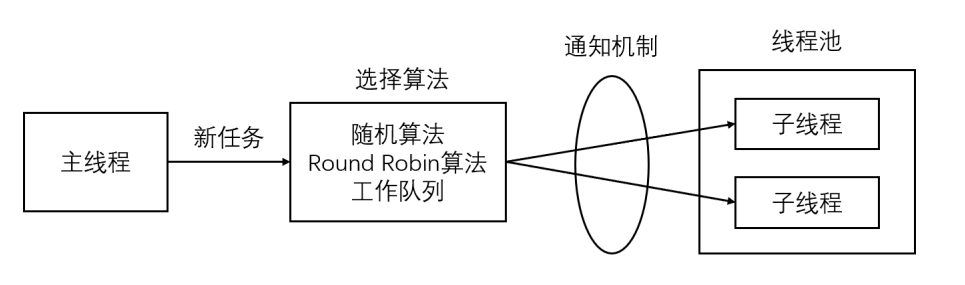 主线程
新任务
选择算法
随机算法
Round Robin算法
工作队列
通知机制
线程池
子线程
子线程